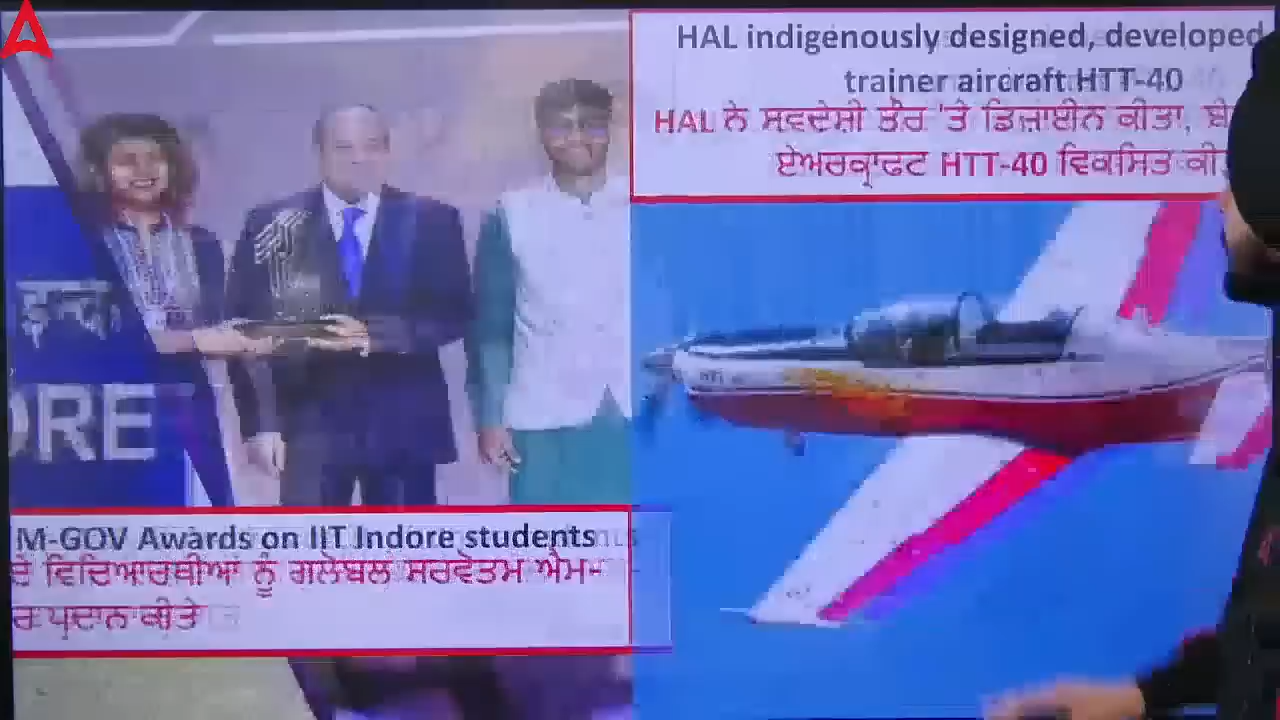 HAL indigenously designed, developed
trainer aircraft HTT-40
HAL ਨੇ ਸਵਦੇਸ਼ੀ ਤੌਰ 'ਤੇ ਡਿਜ਼ਾਈਨ ਕੀਤਾ,
ਏਅਰਕ੍ਰਾਫਟ HTT-40 ਵਿਕਸਿਤ
ORE
M-GOV Awards on IIT Indore students
ਦੇ ਵਿਦਿਆਰਥੀਆਂ ਨੂੰ ਗਲੋਬਲ ਸਰਵੋਤਮ ਐਮ-
ਪ੍ਰਦਾਨ ਕੀਤੇ